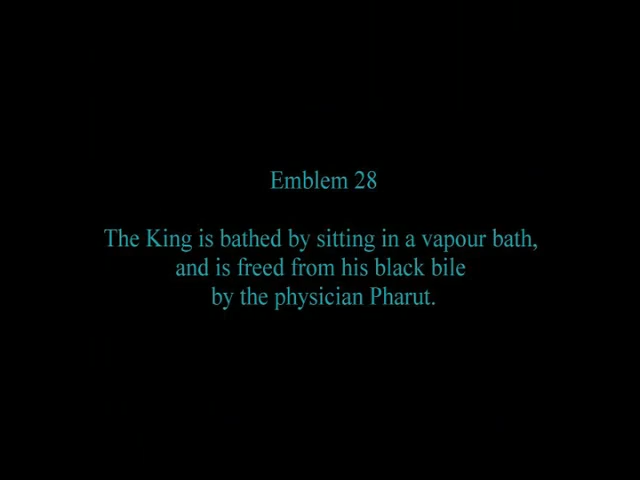 Emblem 28
The King is bathed by sitting in a vapour bath,
and is freed from his black bile
by the physician Pharut.